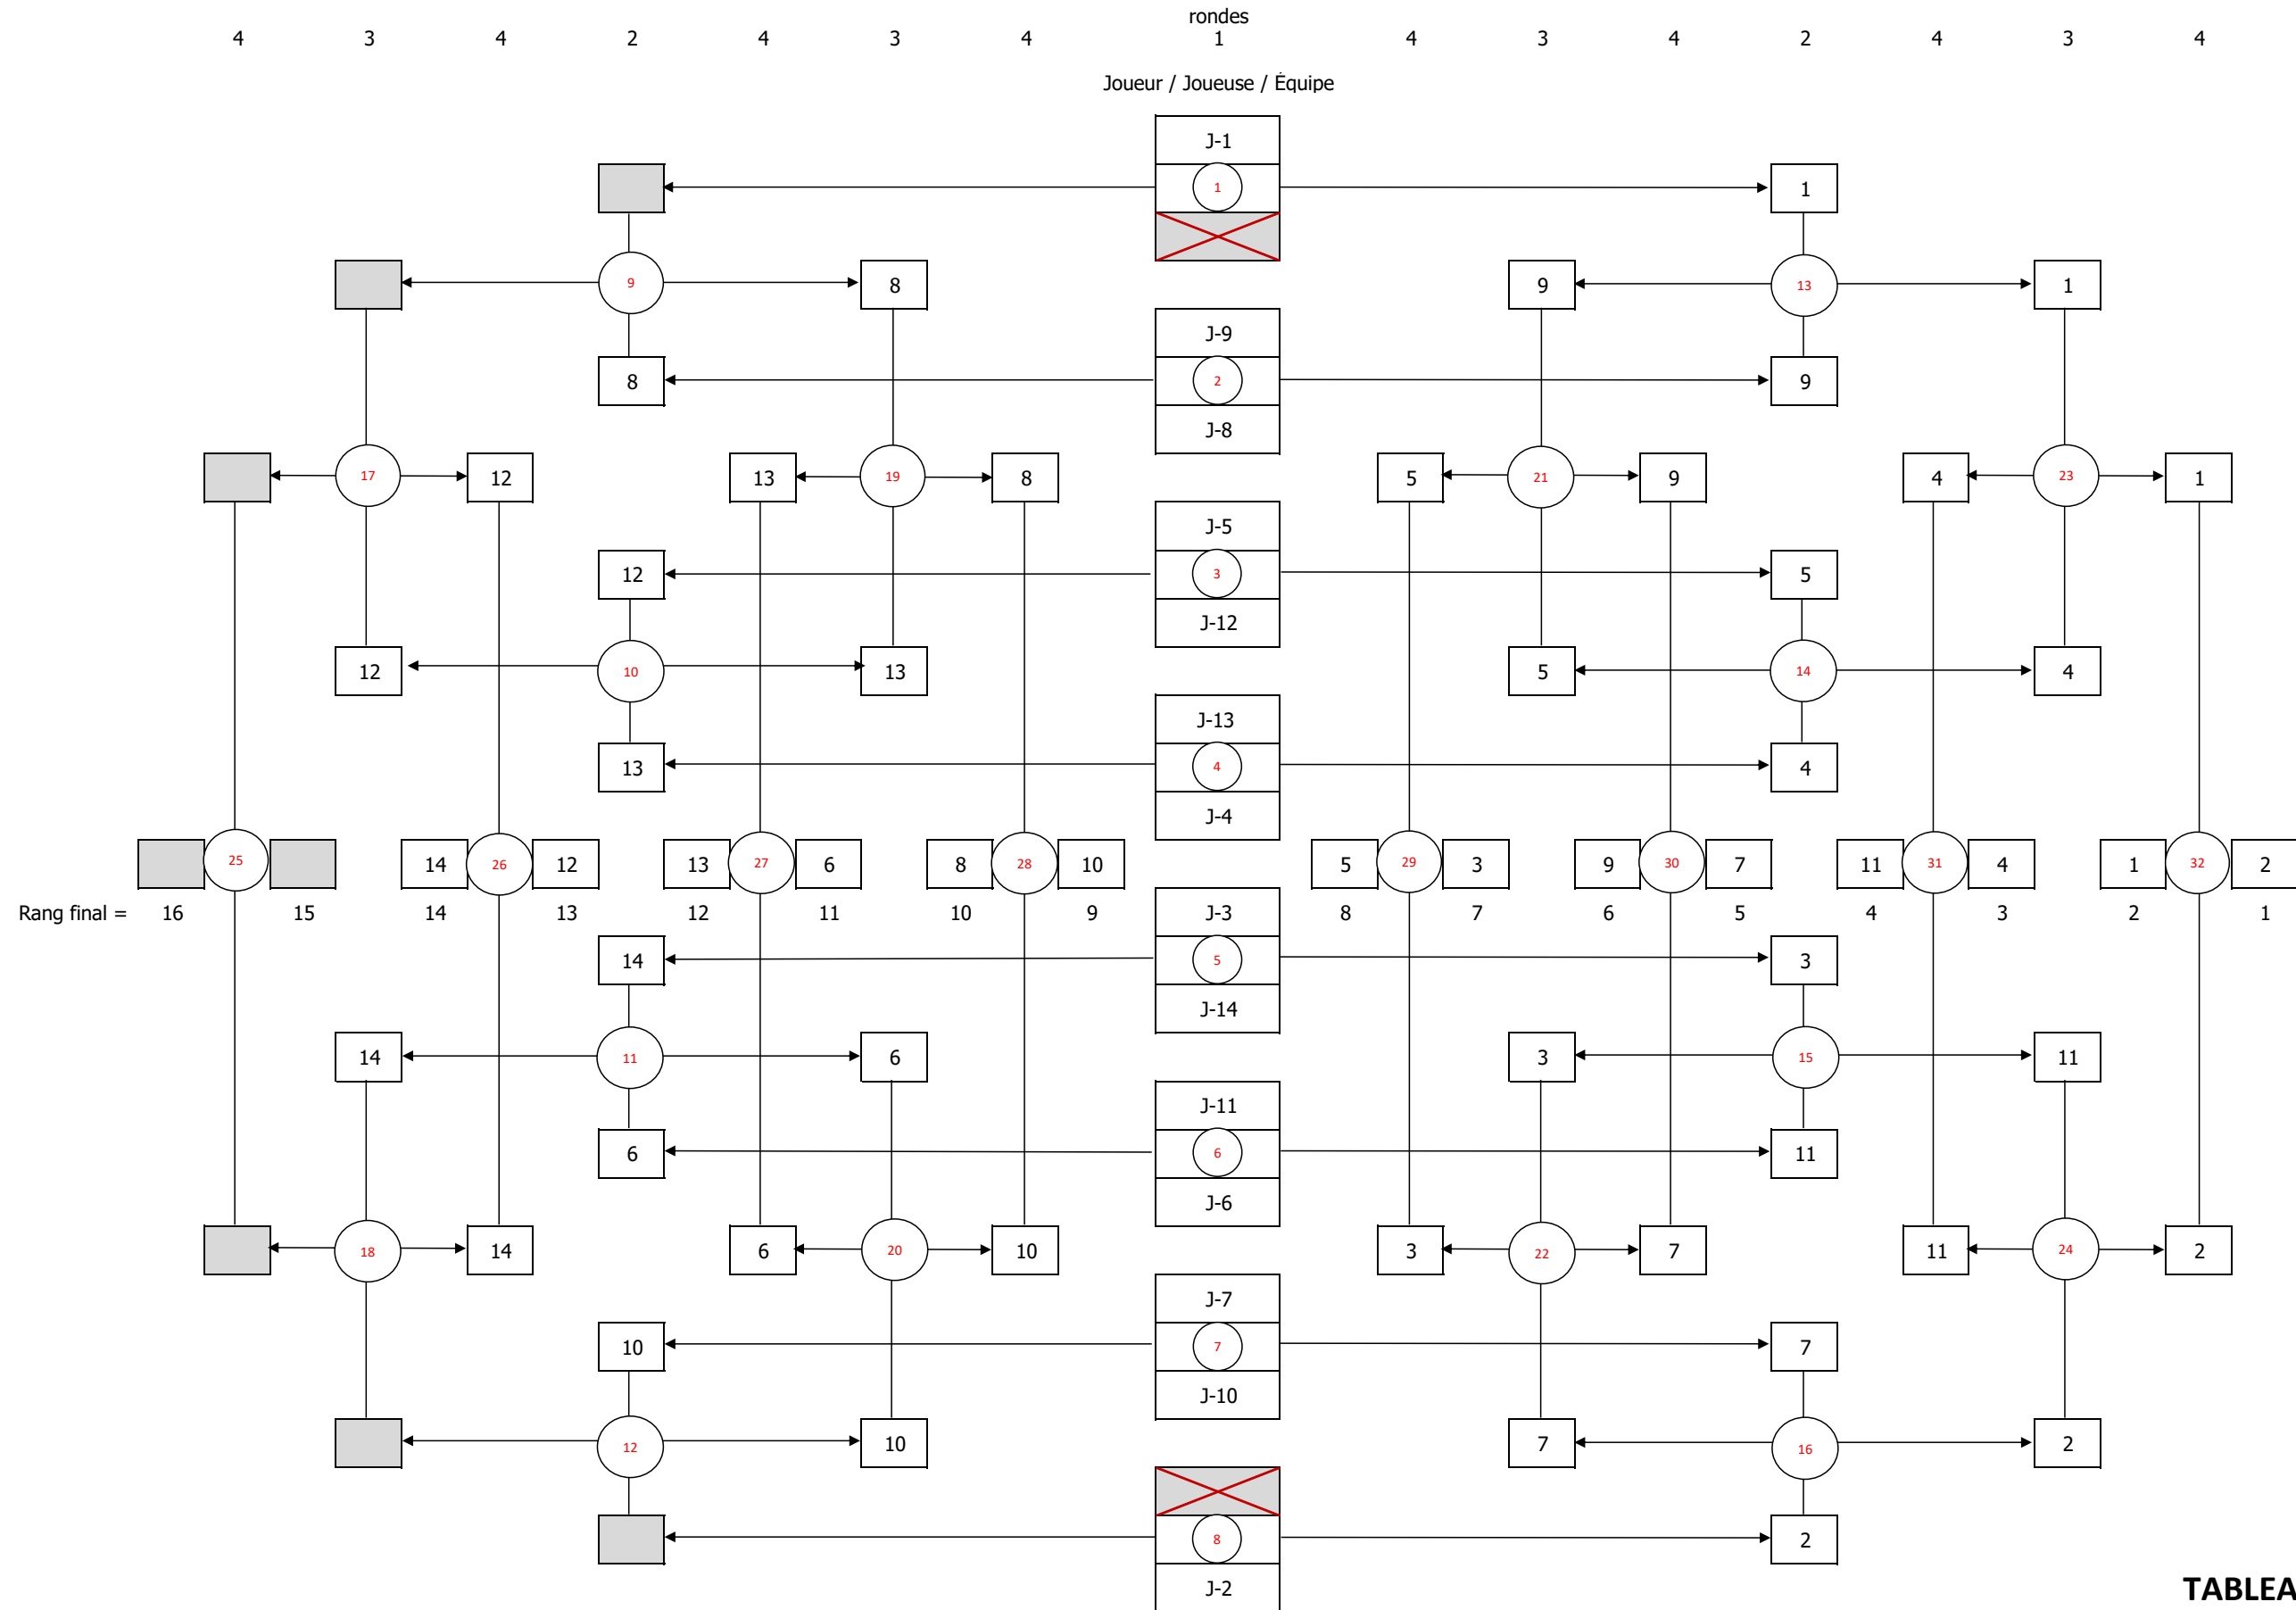 rondes
4 3 4 2 4 3 4 1 4 3 4 2 4 3 4
Joueur / Joueuse / Équipe
J-1
1 1
9 8 9 13 1
J-9
8 2 9
J-8
17 12 13 19 8 5 21 9 4 23 1
J-5
12 3 5
J-12
12 10 13 5 14 4
J-13
13 4 4
J-4
25 14 26 12 13 27 6 8 28 10 5 29 3 9 30 7 11 31 4 1 32 2
Rang final = 16 15 14 13 12 11 10 9 J-3 8 7 6 5 4 3 2 1
14 5 3
J-14
14 11 6 3 15 11
J-11
6 6 11
J-6
18 14 6 20 10 3 22 7 11 24 2
J-7
10 7 7
J-10
12 10 7 16 2
8 2
J-2
TABLEA